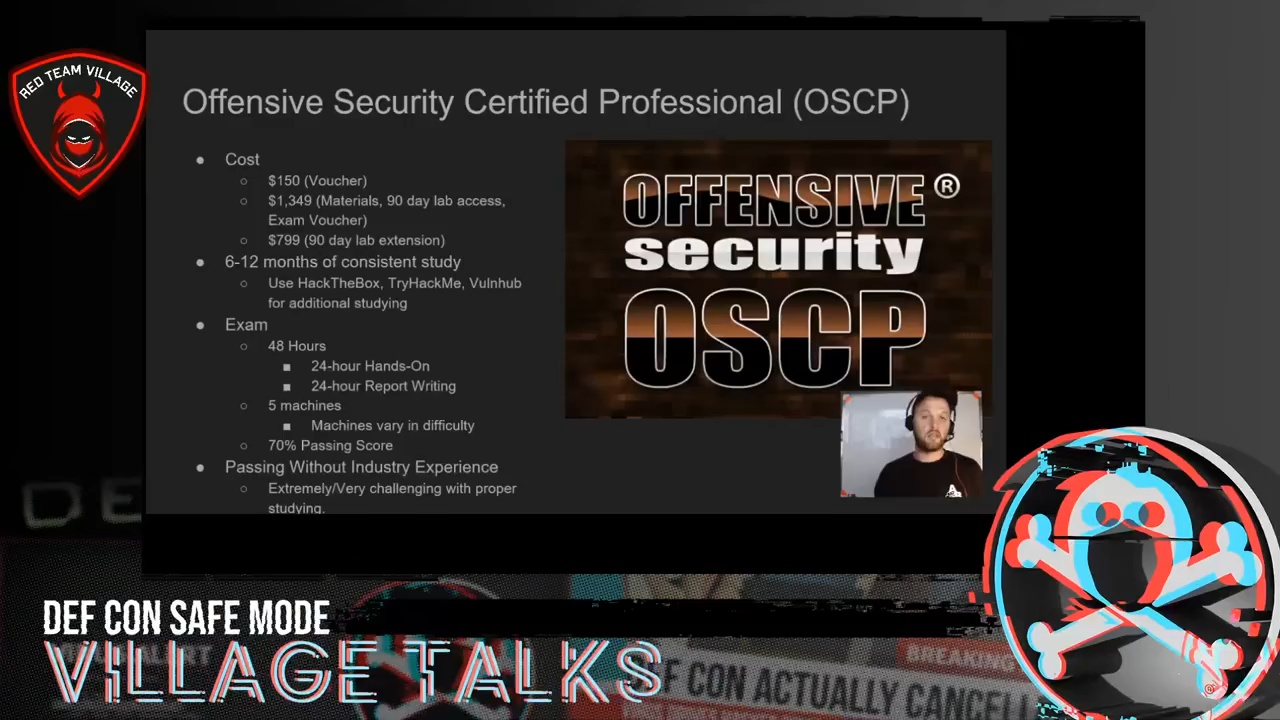 RED TEAM VILLAGE
Offensive Security Certified Professional (OSCP)
● Cost
○ $150 (Voucher)
○ $1,349 (Materials, 90 day lab access,
Exam Voucher)
○ $799 (90 day lab extension)
● 6-12 months of consistent study
○ Use HackTheBox, TryHackMe, Vulnhub
for additional studying
● Exam
○ 48 Hours
■ 24-hour Hands-On
■ 24-hour Report Writing
○ 5 machines
■ Machines vary in difficulty
○ 70% Passing Score
● Passing Without Industry Experience
○ Extremely/Very challenging with proper
studying.
OFFENSIVE ®
security
OSCP
DE
DEF CON SAFE MODE
VILLAGE TALKS
BREAKING
DEF CON ACTUALLY CANCELL